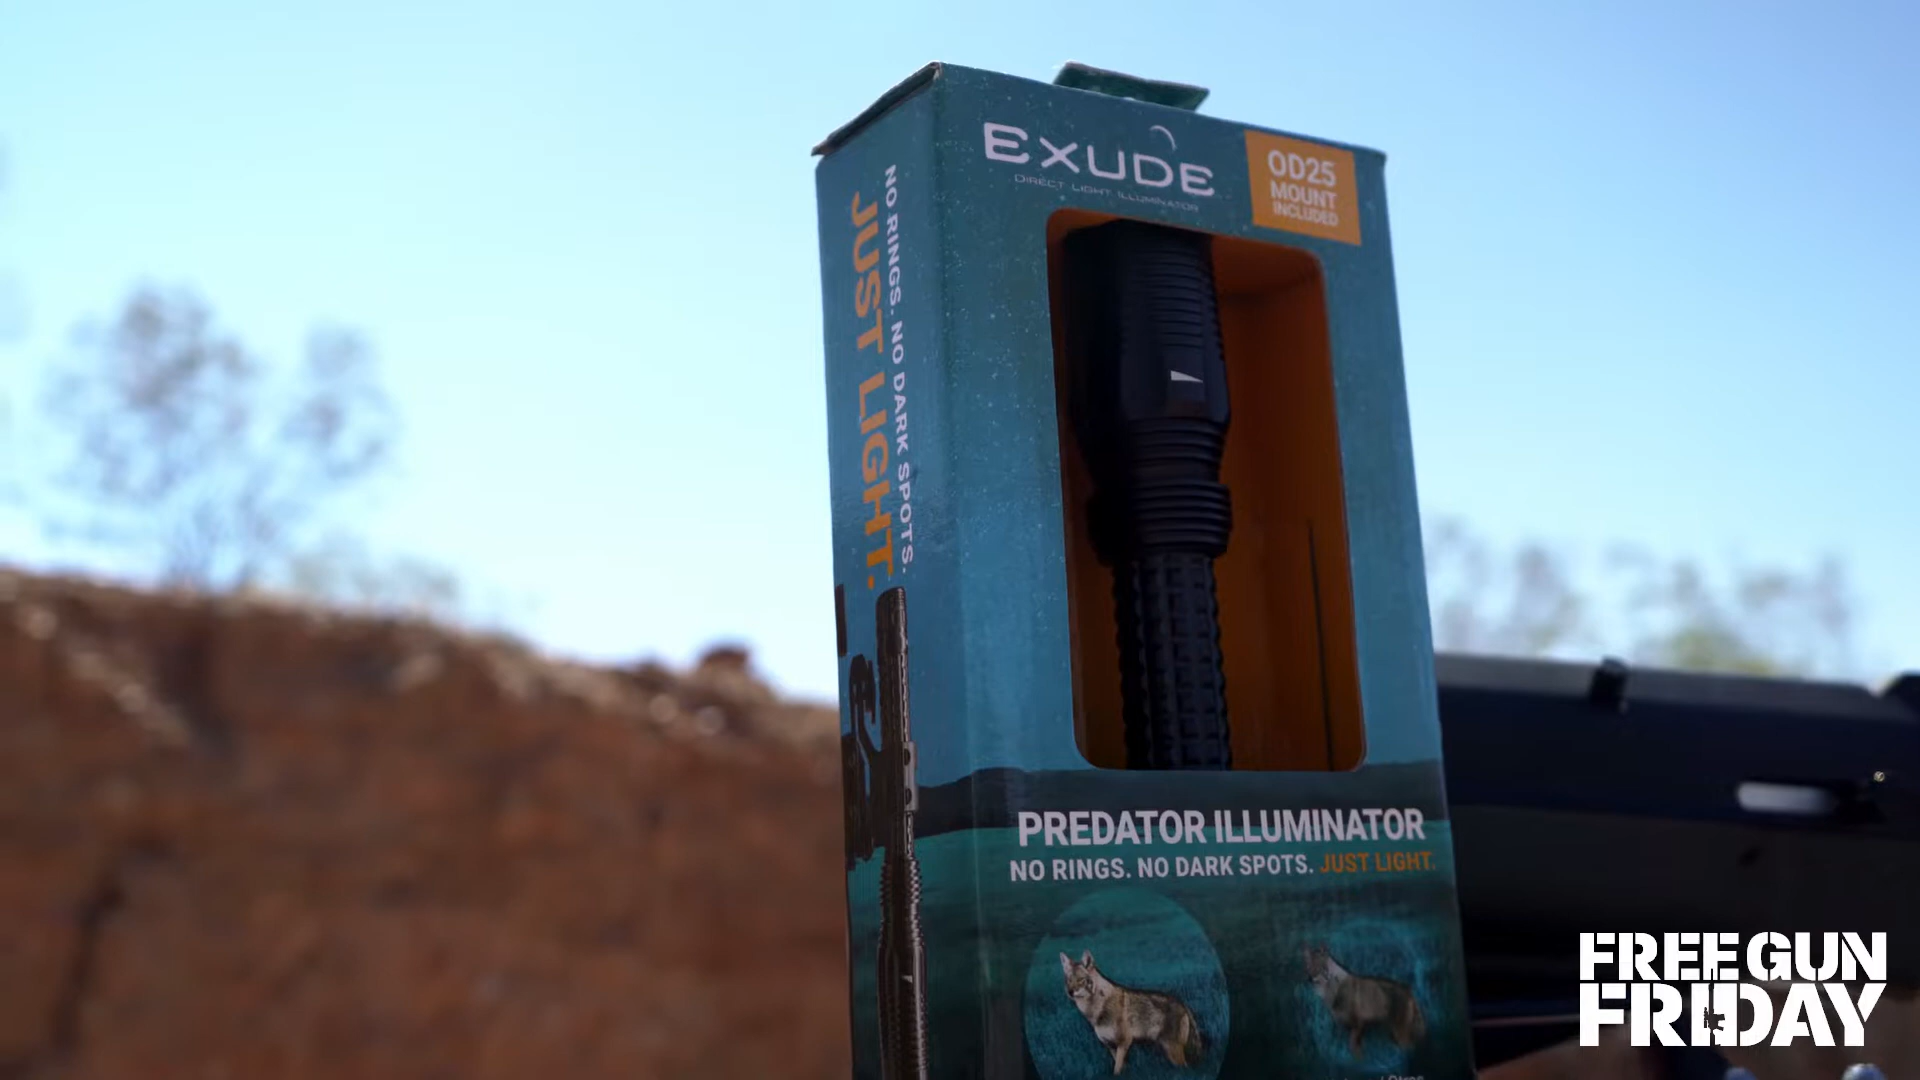 EXUDE
DIRECT LIGHT ILLUMINATOR
OD25
MOUNT
INCLUDED
NO RINGS. NO DARK SPOTS.
JUST LIGHT.
PREDATOR ILLUMINATOR
NO RINGS. NO DARK SPOTS. JUST LIGHT.
FREE GUN
FRIDAY